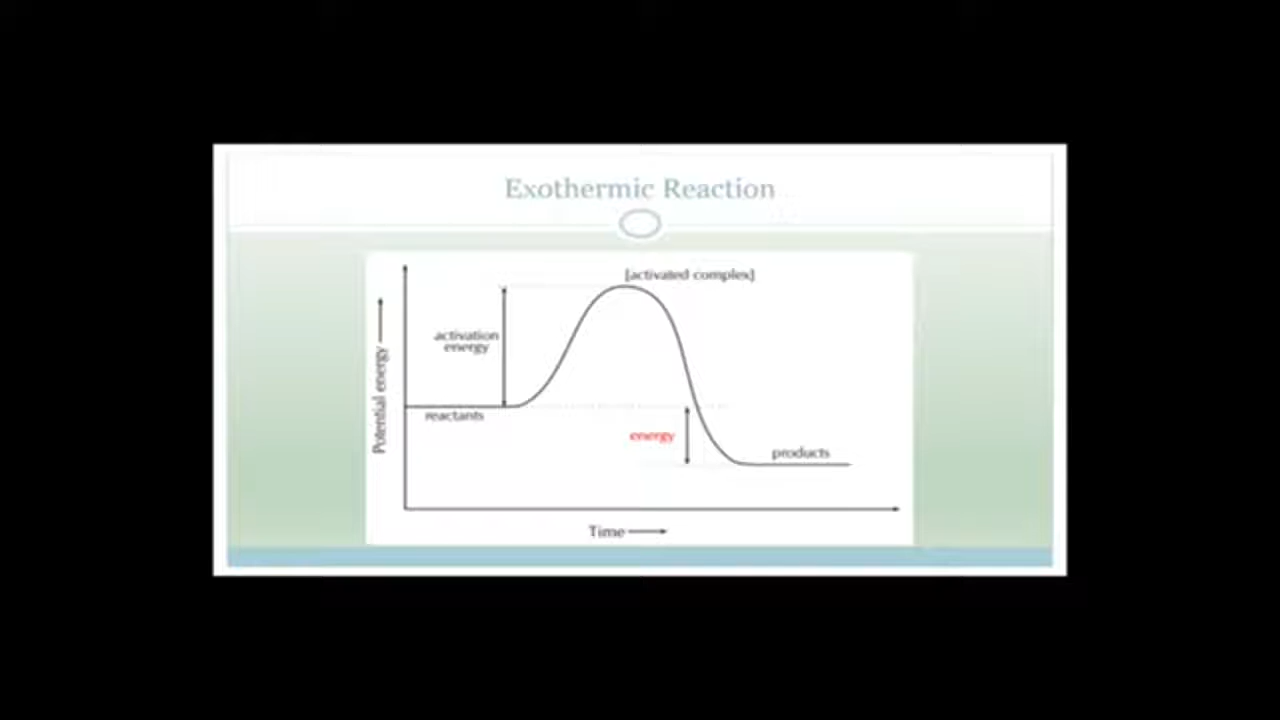 Exothermic Reaction
[activated complex]
activation
energy
Potential energy
reactants
energy
products
Time